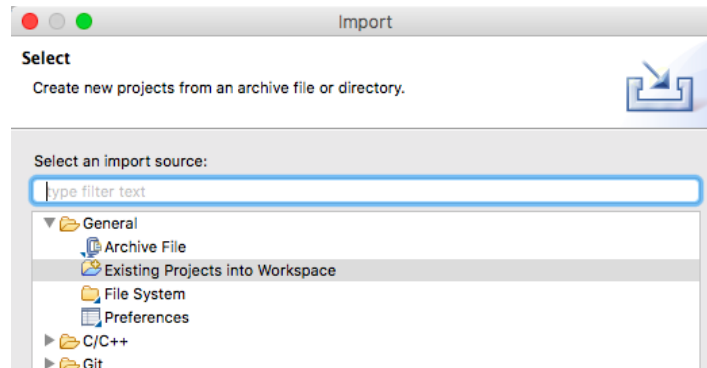 Import
Select
Create new projects from an archive file or directory.
Select an import source:
type filter text
General
Archive File
Existing Projects into Workspace
File System
Preferences
C/C++
Git